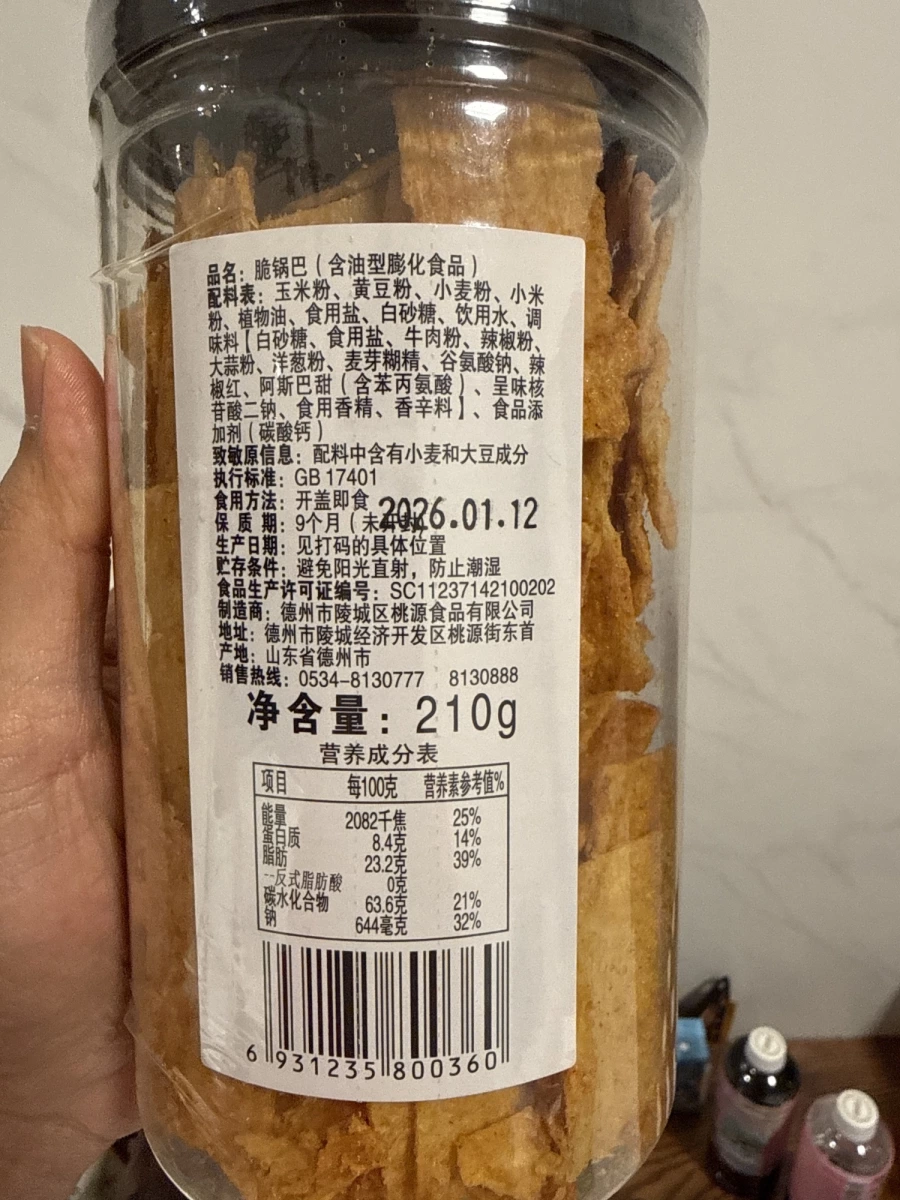 品名：脆锅巴（含油型膨化食品）
配料表：玉米粉、黄豆粉、小麦粉、小米
粉、植物油、食用盐、白砂糖、饮用水、调
味料【白砂糖、食用盐、牛肉粉、辣椒粉、
大蒜粉、洋葱粉、麦芽糊精、谷氨酸钠、辣
椒红、阿斯巴甜（含苯丙氨酸）、呈味核
苷酸二钠、食用香精、香辛料】、食品添
加剂（碳酸钙）
致敏原信息：配料中含有小麦和大豆成分
执行标准：GB 17401
食用方法：开盖即食
2026.01.12
保 质 期：9个月（未开封）
生产日期：见打码的具体位置
贮存条件：避免阳光直射，防止潮湿
食品生产许可证编号：SC11237142100202
制造商：德州市陵城区桃源食品有限公司
地址：德州市陵城经济开发区桃源街东首
产地：山东省德州市
销售热线：0534-8130777 8130888
净含量：210g
营养成分表
项目 每100克 营养素参考值%
能量 2082千焦 25%
蛋白质 8.4克 14%
脂肪 23.2克 39%
--反式脂肪酸 0克
碳水化合物 63.6克 21%
钠 644毫克 32%
6 931235 800360